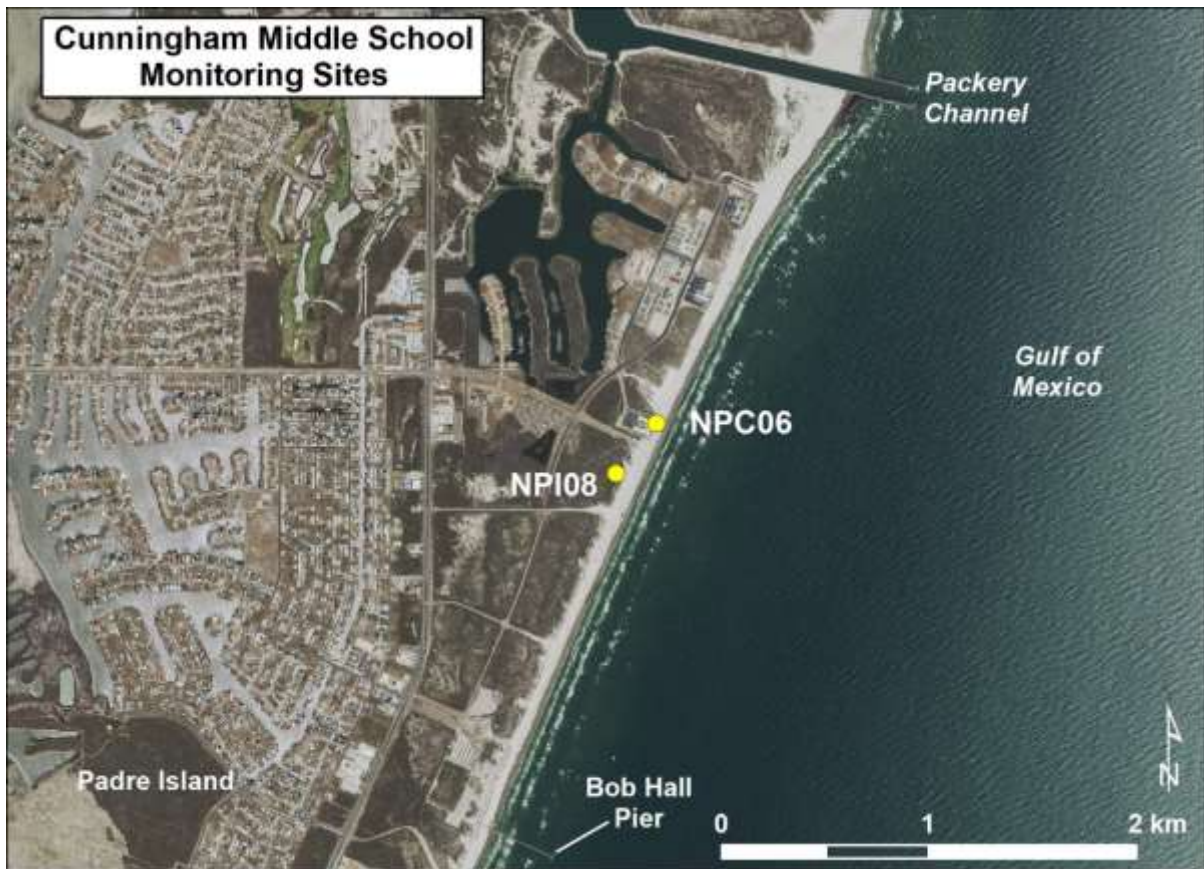 Cunningham Middle School
Monitoring Sites
Packery
Channel
Gulf of
Mexico
NPC06
NPI08
Padre Island
Bob Hall
Pier
0 1 2 km
N